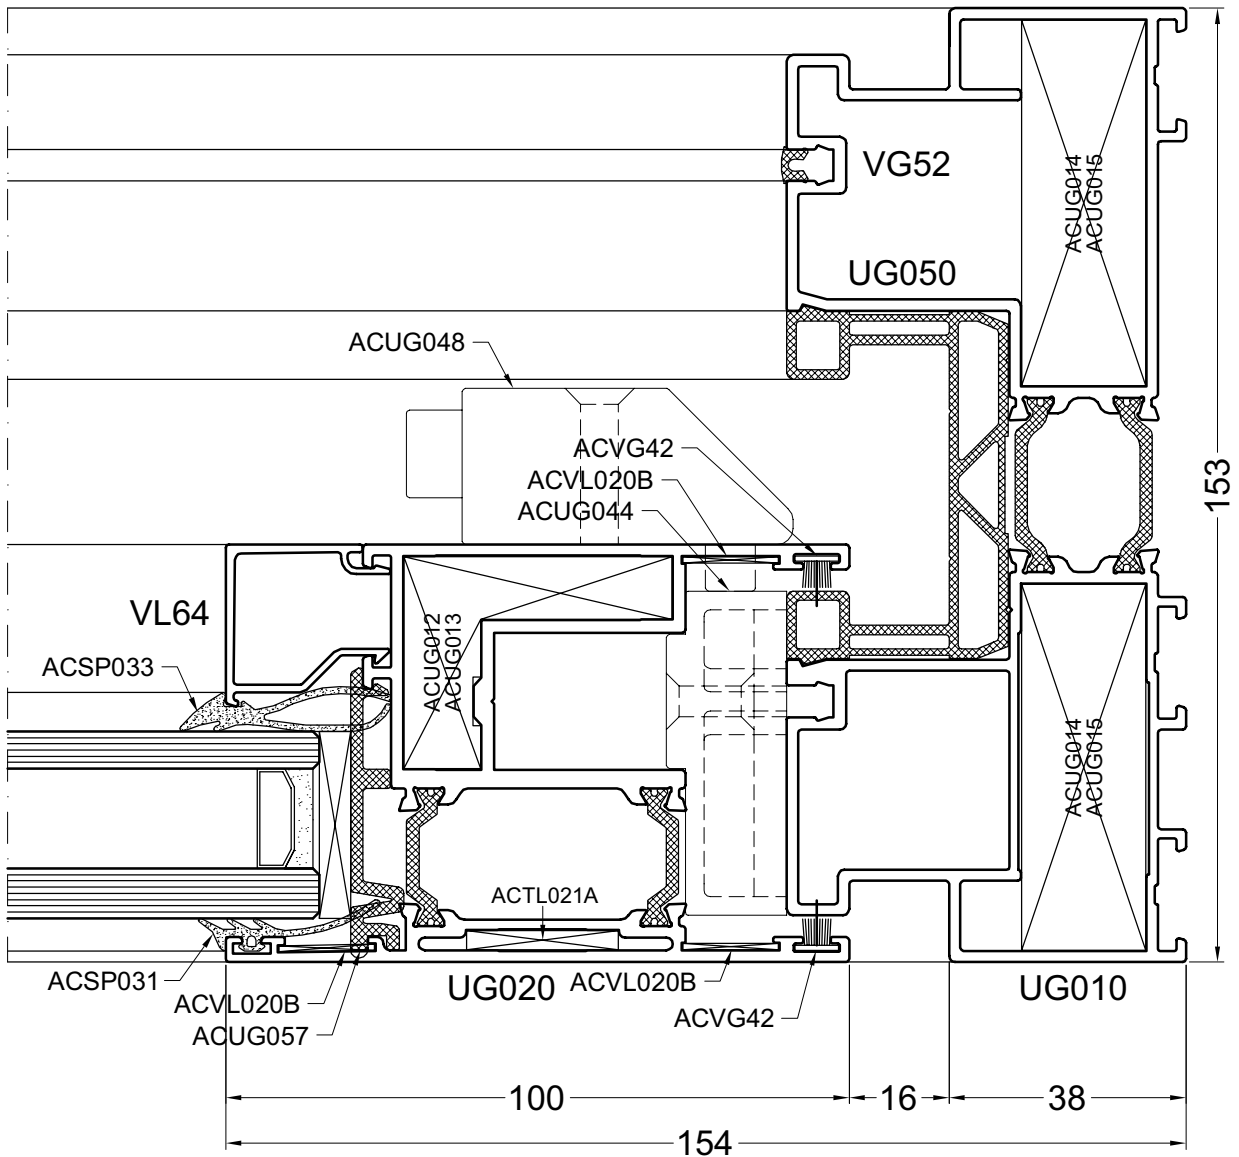 VG52
ACUG014
ACUG015
UG050
ACUG048
ACVG42
ACVL020B
ACUG044
153
VL64
ACUG012
ACUG013
ACSP033
ACUG014
ACUG015
ACTL021A
ACSP031
ACVL020B
ACUG057
UG020
ACVL020B
ACVG42
UG010
100
16
38
154